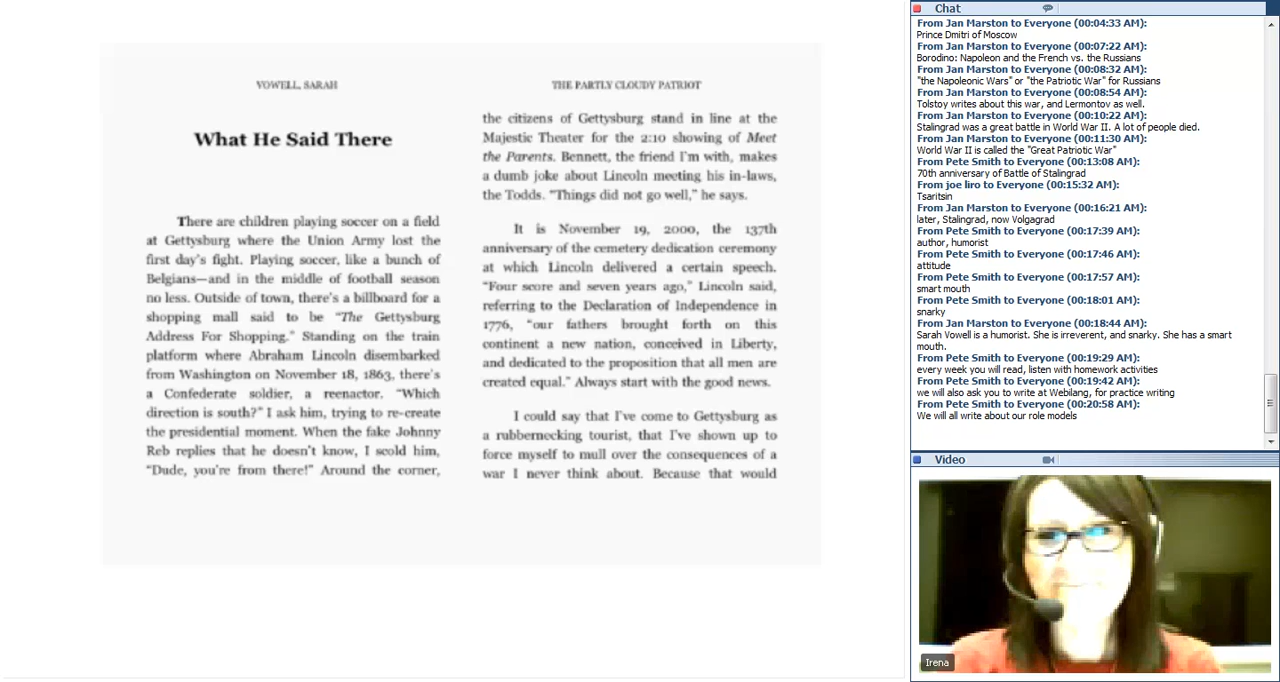 VOWELL, SARAH
What He Said There
There are children playing soccer on a field
at Gettysburg where the Union Army lost the
first day's fight. Playing soccer, like a bunch of
Belgians—and in the middle of football season
no less. Outside of town, there's a billboard for a
shopping mall said to be “The Gettysburg
Address For Shopping.” Standing on the train
platform where Abraham Lincoln disembarked
from Washington on November 18, 1863, there's
a Confederate soldier, a reenactor. “Which
direction is south?” I ask him, trying to re-create
the presidential moment. When the fake Johnny
Reb replies that he doesn't know, I scold him,
“Dude, you're from there!” Around the corner,
THE PARTLY CLOUDY PATRIOT
the citizens of Gettysburg stand in line at the
Majestic Theater for the 2:10 showing of Meet
the Parents. Bennett, the friend I'm with, makes
a dumb joke about Lincoln meeting his in-laws,
the Todds. “Things did not go well,” he says.
It is November 19, 2000, the 137th
anniversary of the cemetery dedication ceremony
at which Lincoln delivered a certain speech.
“Four score and seven years ago,” Lincoln said,
referring to the Declaration of Independence in
1776, “our fathers brought forth on this
continent a new nation, conceived in Liberty,
and dedicated to the proposition that all men are
created equal.” Always start with the good news.
I could say that I've come to Gettysburg as
a rubbernecking tourist, that I've shown up to
force myself to mull over the consequences of a
war I never think about. Because that would
Chat
From Jan Marston to Everyone (00:04:33 AM):
Prince Dmitri of Moscow
From Jan Marston to Everyone (00:07:22 AM):
Borodino: Napoleon and the French vs. the Russians
From Jan Marston to Everyone (00:08:32 AM):
"the Napoleonic Wars" or "the Patriotic War" for Russians
From Jan Marston to Everyone (00:08:54 AM):
Tolstoy writes about this war, and Lermontov as well.
From Jan Marston to Everyone (00:10:22 AM):
Stalingrad was a great battle in World War II. A lot of people died.
From Jan Marston to Everyone (00:11:30 AM):
World War II is called the "Great Patriotic War"
From Pete Smith to Everyone (00:13:08 AM):
70th anniversary of Battle of Stalingrad
From joe liro to Everyone (00:15:32 AM):
Tsaritsin
From Jan Marston to Everyone (00:16:21 AM):
later, Stalingrad, now Volgagrad
From Pete Smith to Everyone (00:17:39 AM):
author, humorist
From Pete Smith to Everyone (00:17:46 AM):
attitude
From Pete Smith to Everyone (00:17:57 AM):
smart mouth
From Pete Smith to Everyone (00:18:01 AM):
snarky
From Jan Marston to Everyone (00:18:44 AM):
Sarah Vowell is a humorist. She is irreverent, and snarky. She has a smart
mouth.
From Pete Smith to Everyone (00:19:29 AM):
every week you will read, listen with homework activities
From Pete Smith to Everyone (00:19:42 AM):
we will also ask you to write at Webilang, for practice writing
From Pete Smith to Everyone (00:20:58 AM):
We will all write about our role models
Video
Irena